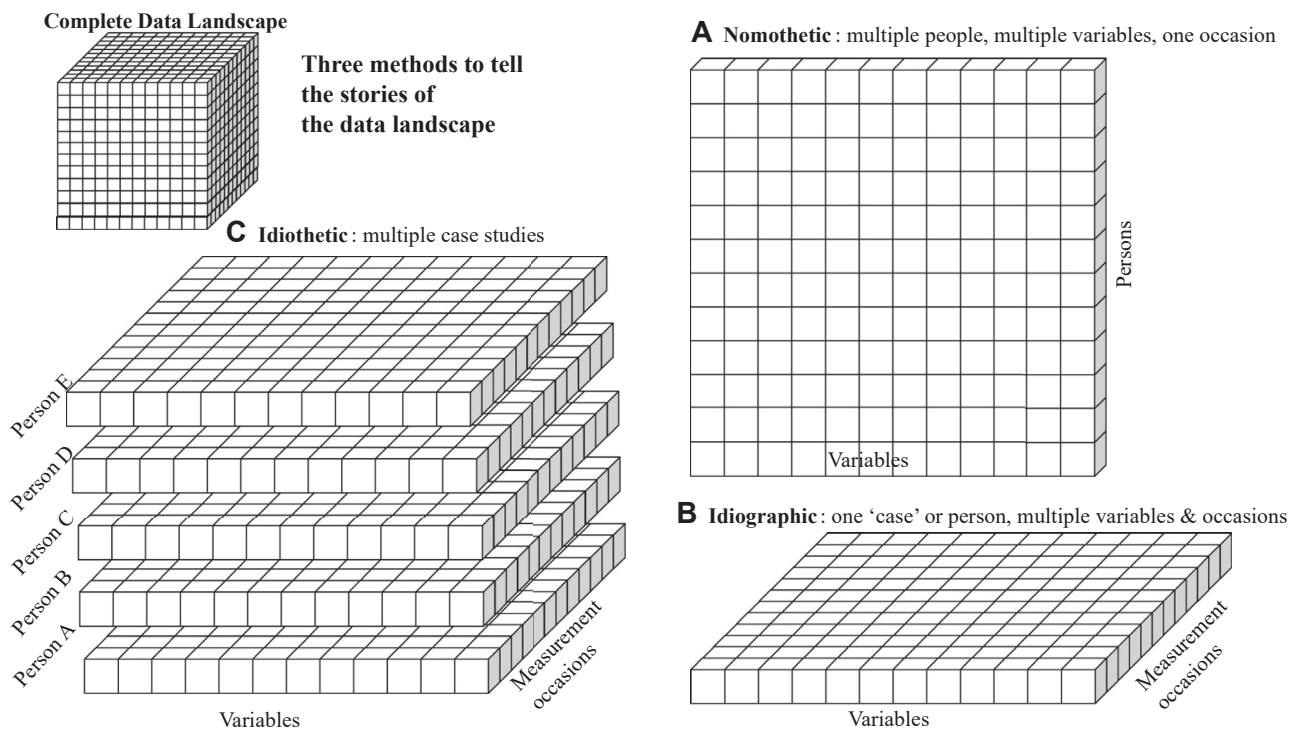 Complete Data Landscape
Three methods to tell
the stories of
the data landscape
A Nomothetic : multiple people, multiple variables, one occasion
Persons
Variables
C Idiothetic : multiple case studies
Person E
Person D
Person C
Person B
Person A
Measurement
occasions
Variables
B Idiographic : one ‘case’ or person, multiple variables & occasions
Measurement
occasions
Variables